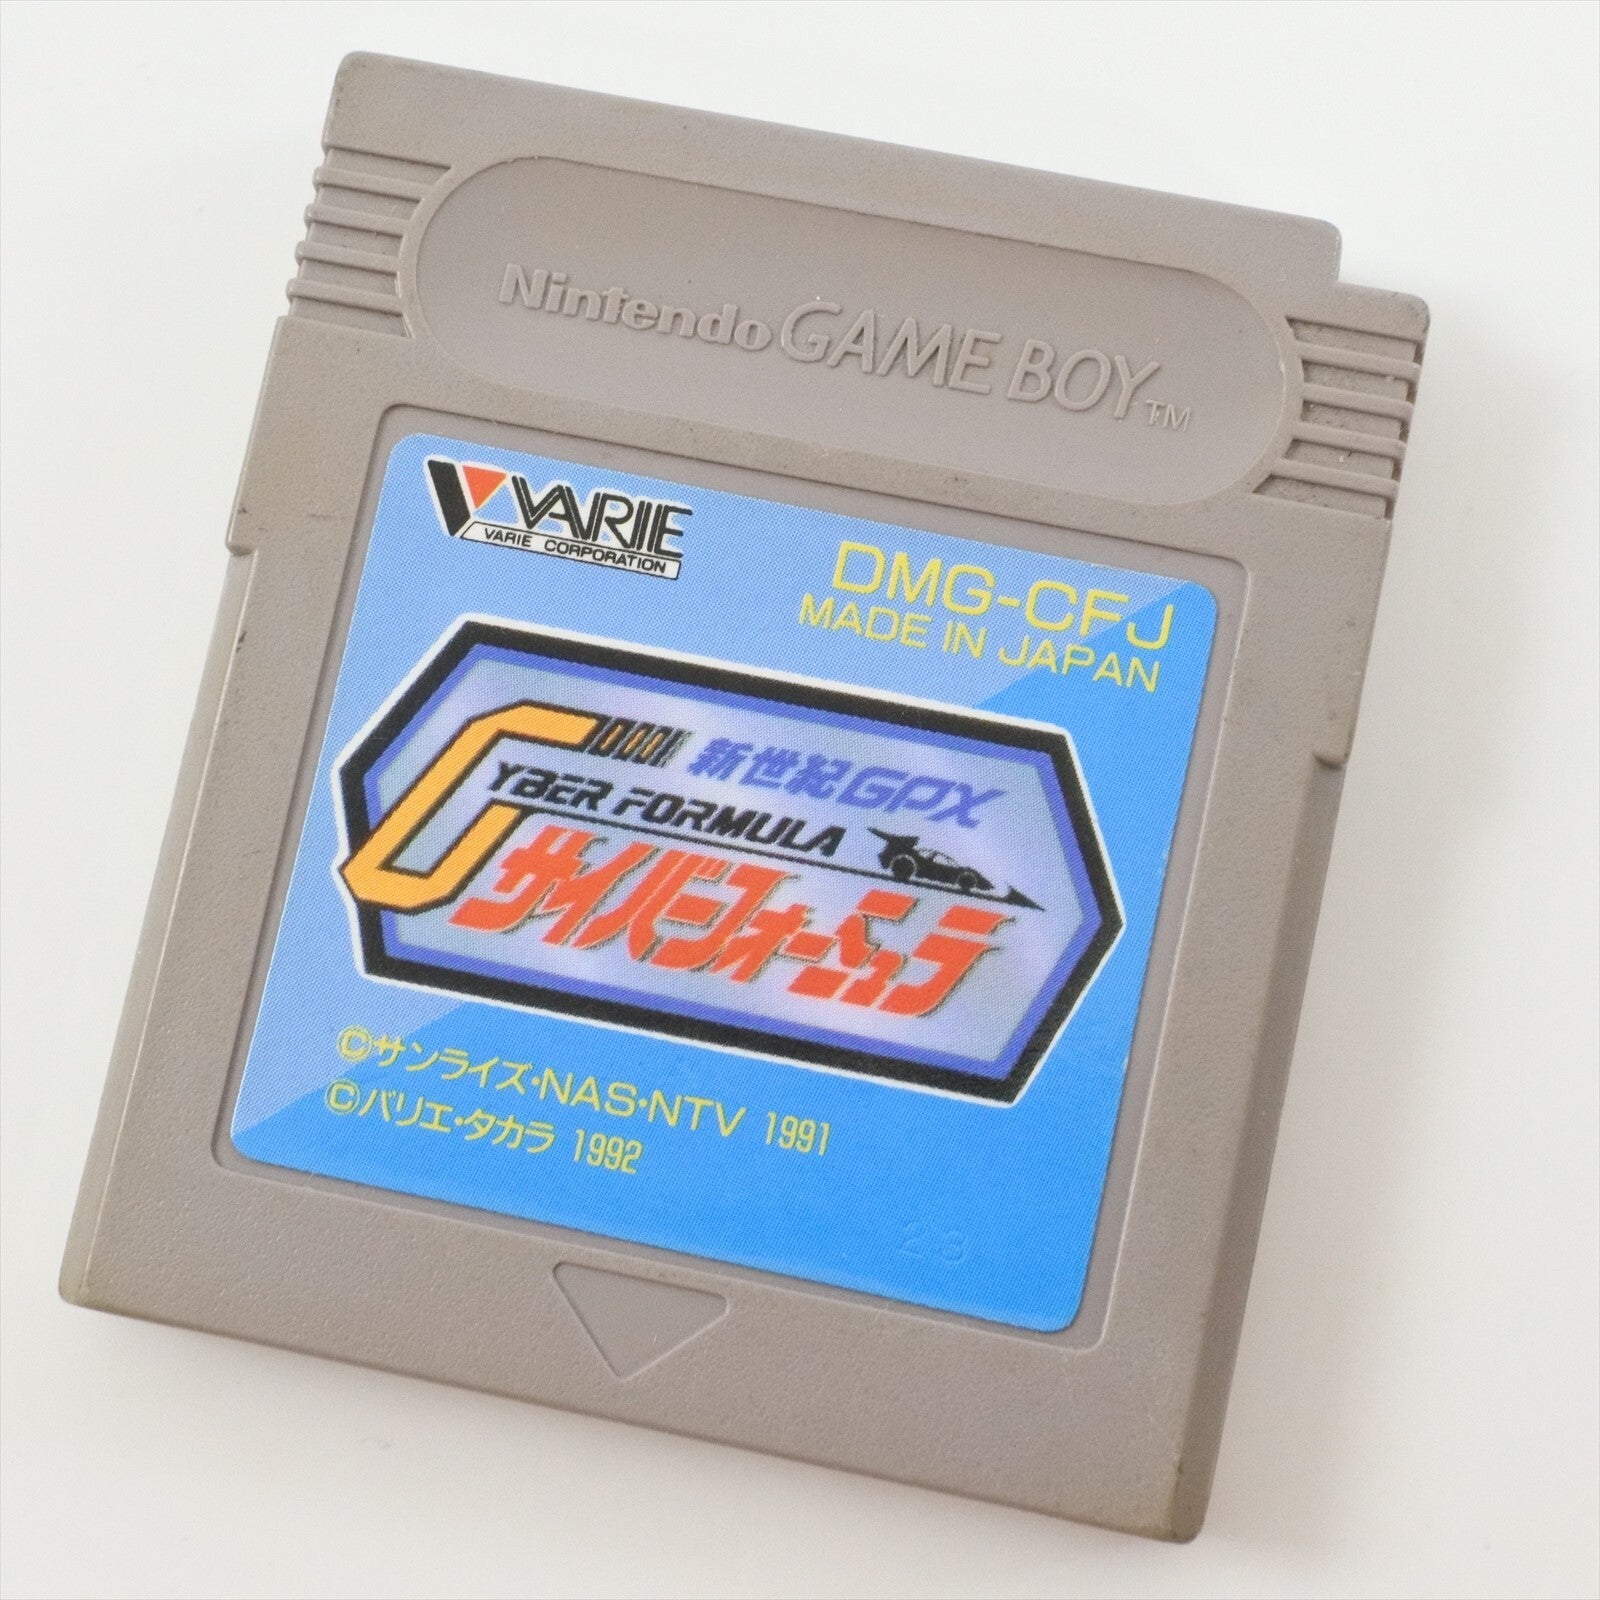 Nintendo GAME BOY™
VARIE
VARIE CORPORATION
DMG-CFJ
MADE IN JAPAN
新世紀GPX
CYBER FORMULA
サイバーフォーミュラ
©サンライズ・NAS・NTV 1991
©バリエ・タカラ 1992
2.3